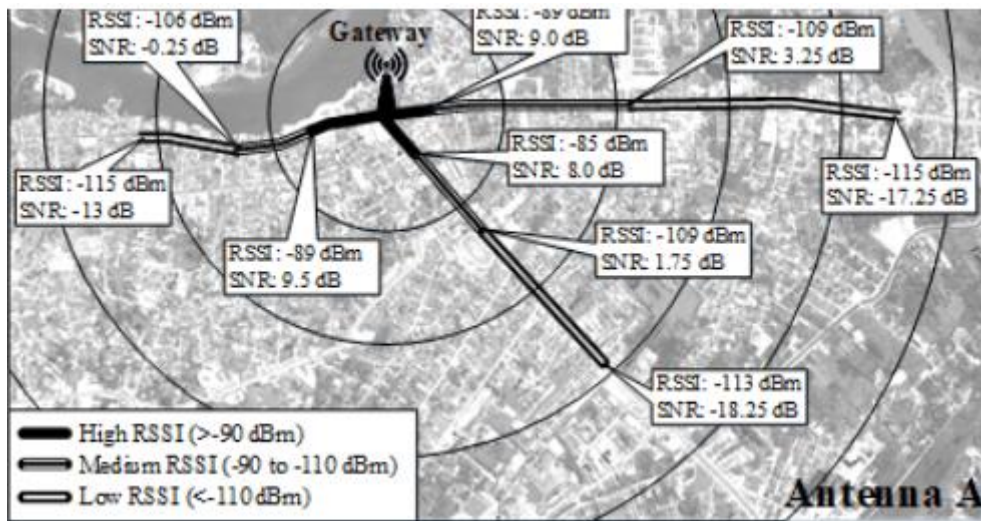 RSSI: -106 dBm
SNR: -0.25 dB
Gateway
RSSI: -89 dBm
SNR: 9.0 dB
RSSI: -109 dBm
SNR: 3.25 dB
RSSI: -115 dBm
SNR: -13 dB
RSSI: -85 dBm
SNR: 8.0 dB
RSSI: -115 dBm
SNR: -17.25 dB
RSSI: -89 dBm
SNR: 9.5 dB
RSSI: -109 dBm
SNR: 1.75 dB
RSSI: -113 dBm
SNR: -18.25 dB
High RSSI (>-90 dBm)
Medium RSSI (-90 to -110 dBm)
Low RSSI (<-110 dBm)
Antenna A